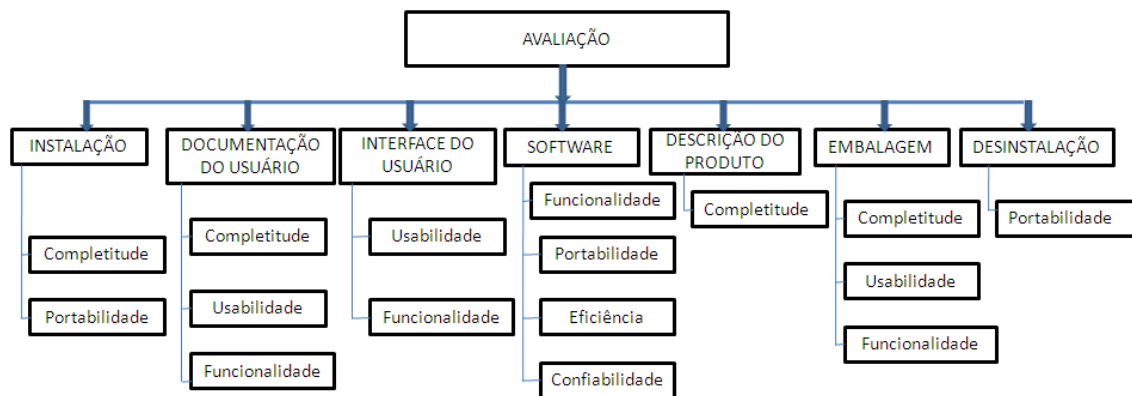 AVALIAÇÃO
INSTALAÇÃO
Completitude
Portabilidade
DOCUMENTAÇÃO
DO USUÁRIO
Completitude
Usabilidade
Funcionalidade
INTERFACE DO
USUÁRIO
Usabilidade
Funcionalidade
SOFTWARE
Funcionalidade
Portabilidade
Eficiência
Confiabilidade
DESCRIÇÃO DO
PRODUTO
Completitude
EMBALAGEM
Completitude
Usabilidade
Funcionalidade
DESINSTALAÇÃO
Portabilidade